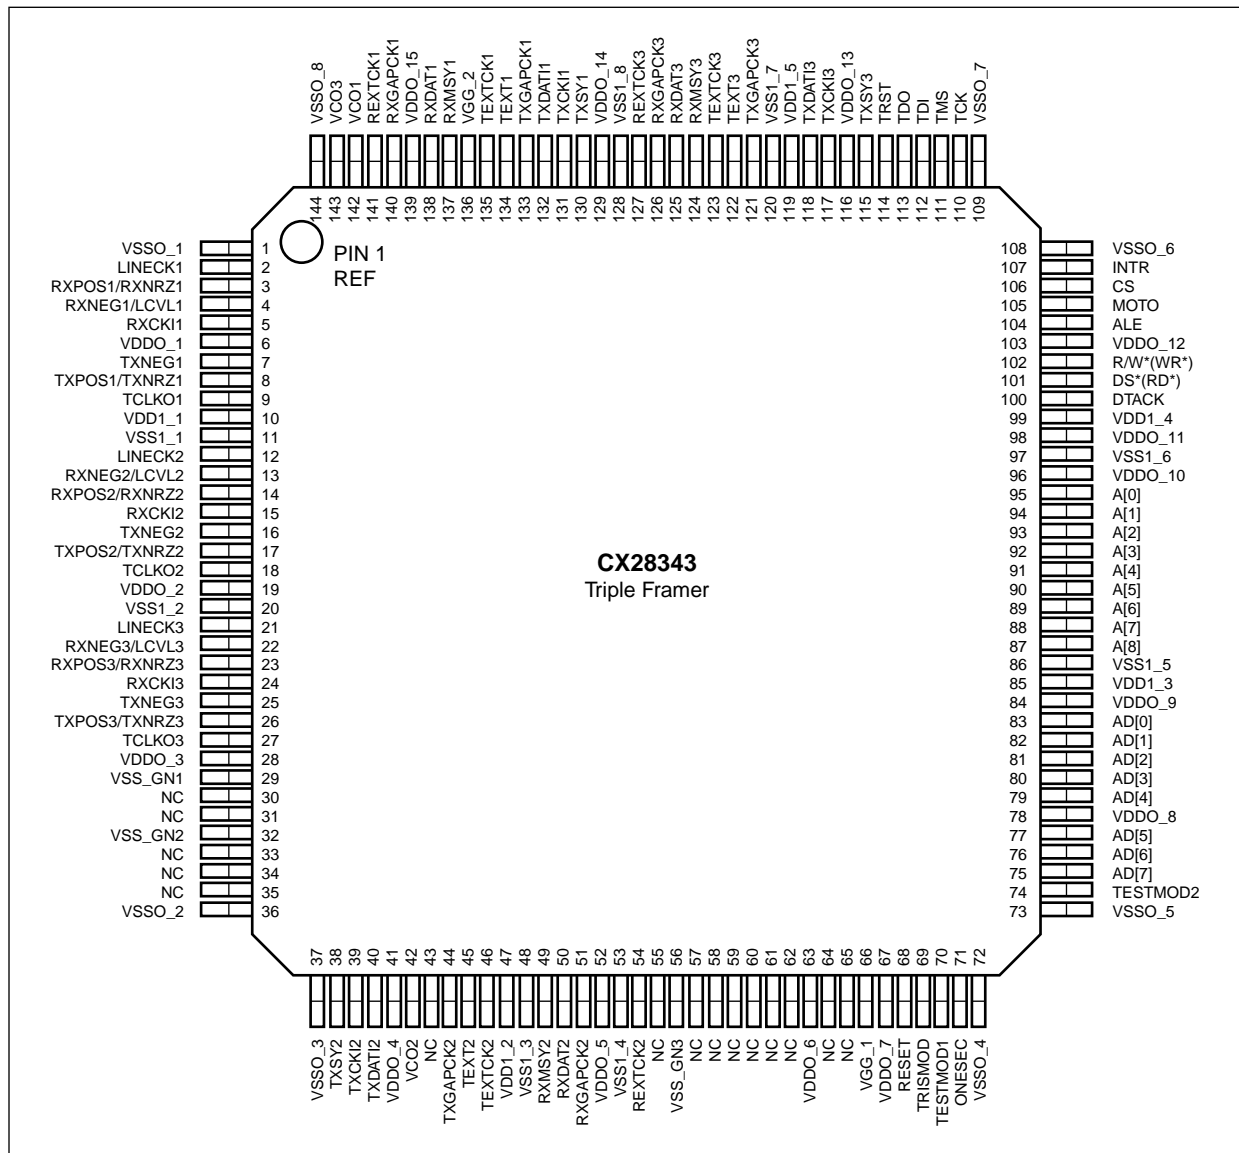 VSSO_8
VCO3
VCO1
REXTCK1
RXGAPCK1
VDDO_15
RXDAT1
RXMSY1
VGG_2
TEXTCK1
TEXT1
TXGAPCK1
TXDATI1
TXCKI1
TXSY1
VDDO_14
VSS1_8
REXTCK3
RXGAPCK3
RXDAT3
RXMSY3
TEXTCK3
TEXT3
TXGAPCK3
VSS1_7
VDD1_5
TXDATI3
TXCKI3
VDDO_13
TXSY3
TRST
TDO
TDI
TMS
TCK
VSSO_7
144
143
142
141
140
139
138
137
136
135
134
133
132
131
130
129
128
127
126
125
124
123
122
121
120
119
118
117
116
115
114
113
112
111
110
109
VSSO_1 1
LINECK1 2
RXPOS1/RXNRZ1 3
RXNEG1/LCVL1 4
RXCKI1 5
VDDO_1 6
TXNEG1 7
TXPOS1/TXNRZ1 8
TCLKO1 9
VDD1_1 10
VSS1_1 11
LINECK2 12
RXNEG2/LCVL2 13
RXPOS2/RXNRZ2 14
RXCKI2 15
TXNEG2 16
TXPOS2/TXNRZ2 17
TCLKO2 18
VDDO_2 19
VSS1_2 20
LINECK3 21
RXNEG3/LCVL3 22
RXPOS3/RXNRZ3 23
RXCKI3 24
TXNEG3 25
TXPOS3/TXNRZ3 26
TCLKO3 27
VDDO_3 28
VSS_GN1 29
NC 30
NC 31
VSS_GN2 32
NC 33
NC 34
NC 35
VSSO_2 36
PIN 1
REF
CX28343
Triple Framer
108 VSSO_6
107 INTR
106 CS
105 MOTO
104 ALE
103 VDDO_12
102 R/W*(WR*)
101 DS*(RD*)
100 DTACK
99 VDD1_4
98 VDDO_11
97 VSS1_6
96 VDDO_10
95 A[0]
94 A[1]
93 A[2]
92 A[3]
91 A[4]
90 A[5]
89 A[6]
88 A[7]
87 A[8]
86 VSS1_5
85 VDD1_3
84 VDDO_9
83 AD[0]
82 AD[1]
81 AD[2]
80 AD[3]
79 AD[4]
78 VDDO_8
77 AD[5]
76 AD[6]
75 AD[7]
74 TESTMOD2
73 VSSO_5
37
38
39
40
41
42
43
44
45
46
47
48
49
50
51
52
53
54
55
56
57
58
59
60
61
62
63
64
65
66
67
68
69
70
71
72
VSSO_3
TXSY2
TXCKI2
TXDATI2
VDDO_4
VCO2
NC
TXGAPCK2
TEXT2
TEXTCK2
VDD1_2
VSS1_3
RXMSY2
RXDAT2
RXGAPCK2
VDDO_5
VSS1_4
REXTCK2
NC
VSS_GN3
NC
NC
NC
NC
NC
NC
VDDO_6
NC
NC
VGG_1
VDDO_7
RESET
TRISMOD
TESTMOD1
ONESEC
VSSO_4